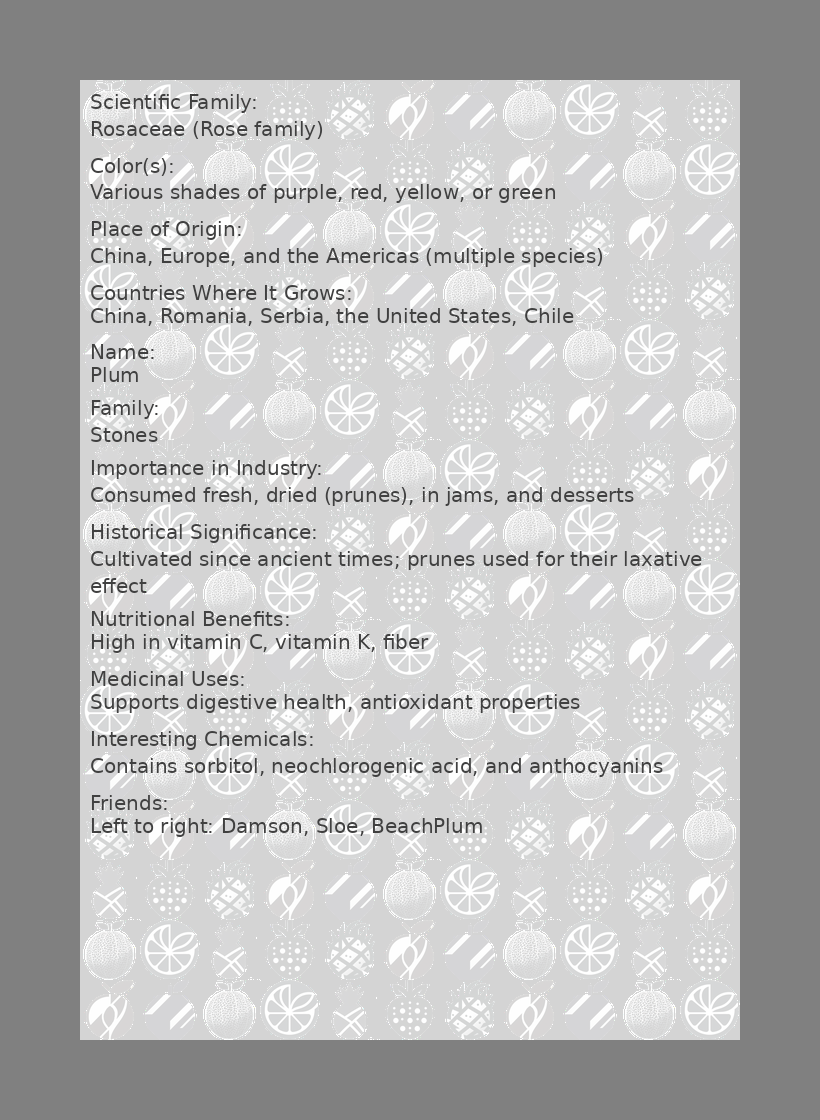 Scientific Family:
Rosaceae (Rose family)
Color(s):
Various shades of purple, red, yellow, or green
Place of Origin:
China, Europe, and the Americas (multiple species)
Countries Where It Grows:
China, Romania, Serbia, the United States, Chile
Name:
Plum
Family:
Stones
Importance in Industry:
Consumed fresh, dried (prunes), in jams, and desserts
Historical Significance:
Cultivated since ancient times; prunes used for their laxative
effect
Nutritional Benefits:
High in vitamin C, vitamin K, fiber
Medicinal Uses:
Supports digestive health, antioxidant properties
Interesting Chemicals:
Contains sorbitol, neochlorogenic acid, and anthocyanins
Friends:
Left to right: Damson, Sloe, BeachPlum